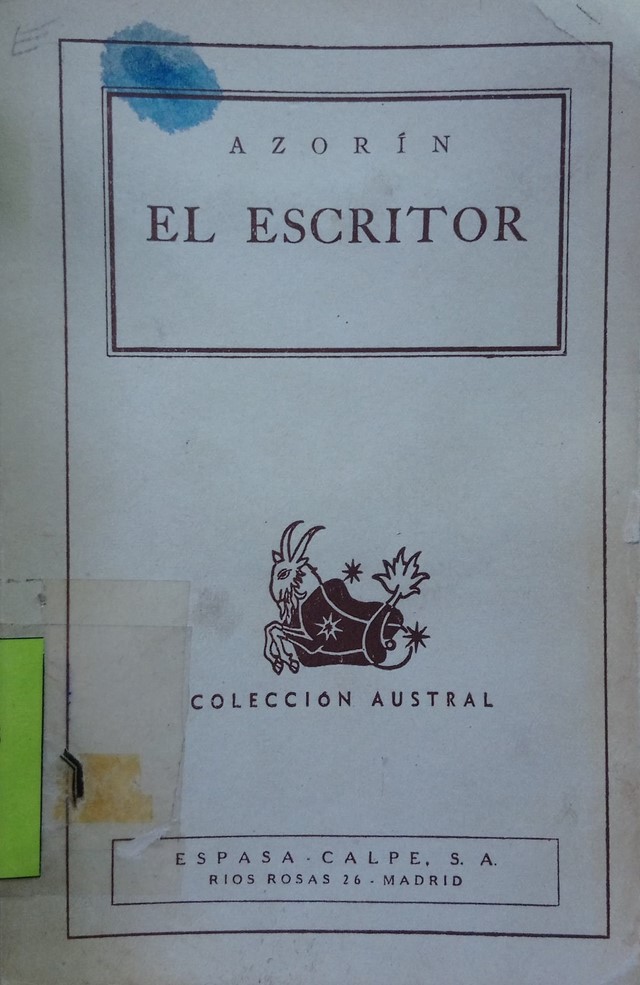 AZORÍN
EL ESCRITOR
COLECCIÓN AUSTRAL
ESPASA-CALPE, S. A.
RIOS ROSAS 26 - MADRID